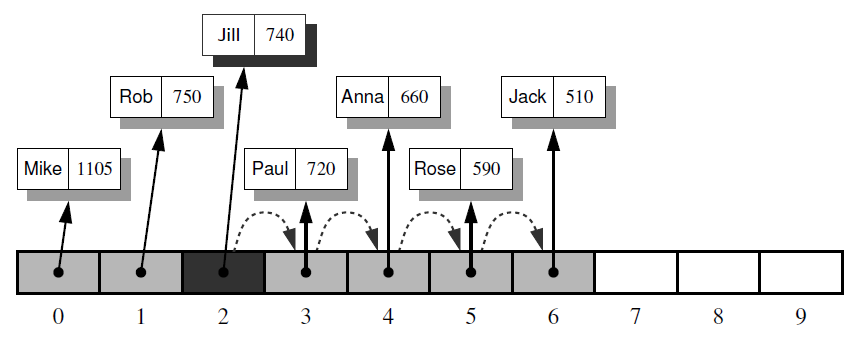 Jill 740
Rob 750
Anna 660
Jack 510
Mike 1105
Paul 720
Rose 590
0 1 2 3 4 5 6 7 8 9